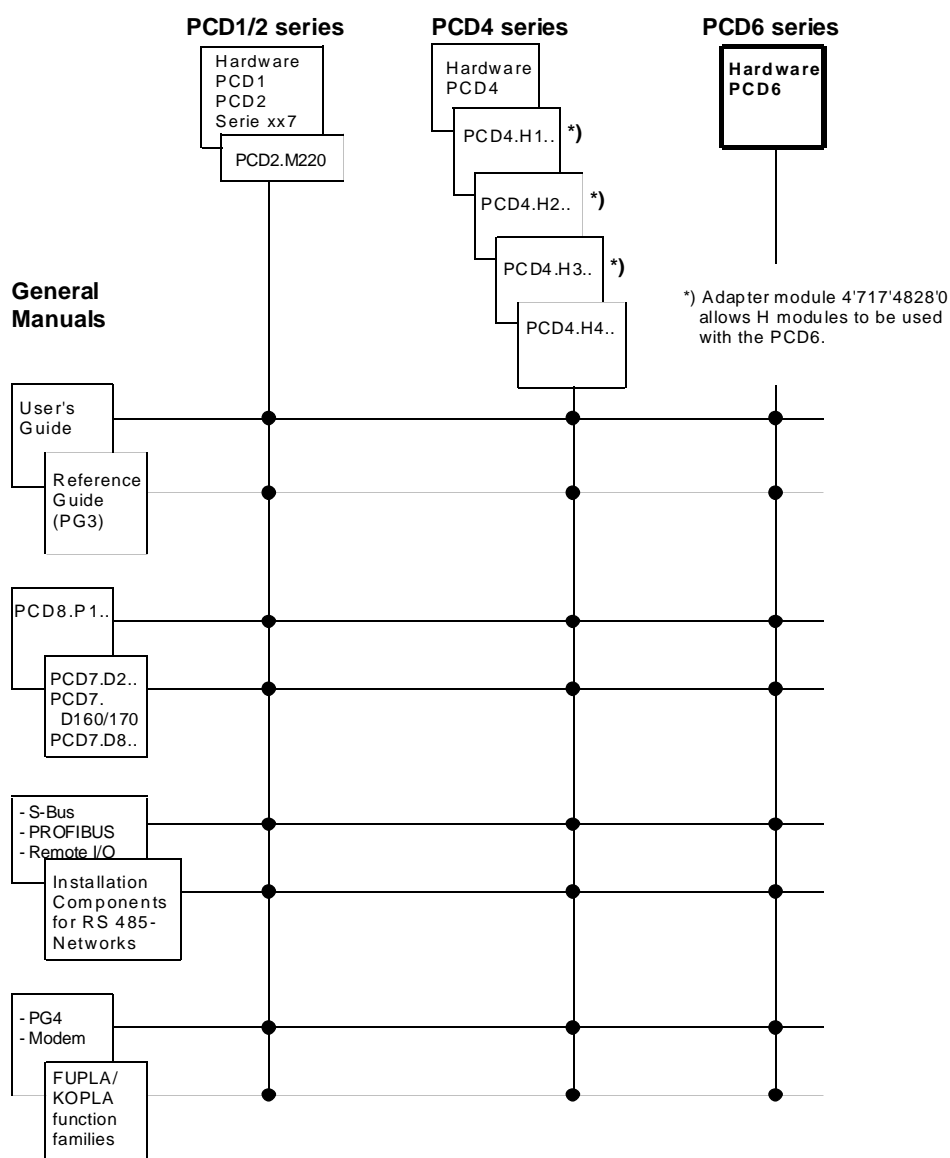 PCD1/2 series
PCD4 series
PCD6 series
Hardware
PCD1
PCD2
Serie xx7
PCD2.M220
Hardware
PCD4
PCD4.H1.. *)
PCD4.H2.. *)
PCD4.H3.. *)
PCD4.H4..
Hardware
PCD6
*) Adapter module 4'717'4828'0
allows H modules to be used
with the PCD6.
General
Manuals
User's
Guide
Reference
Guide
(PG3)
PCD8.P1..
PCD7.D2..
PCD7.
D160/170
PCD7.D8..
- S-Bus
- PROFIBUS
- Remote I/O
Installation
Components
for RS 485-
Networks
- PG4
- Modem
FUPLA/
KOPLA
function
families